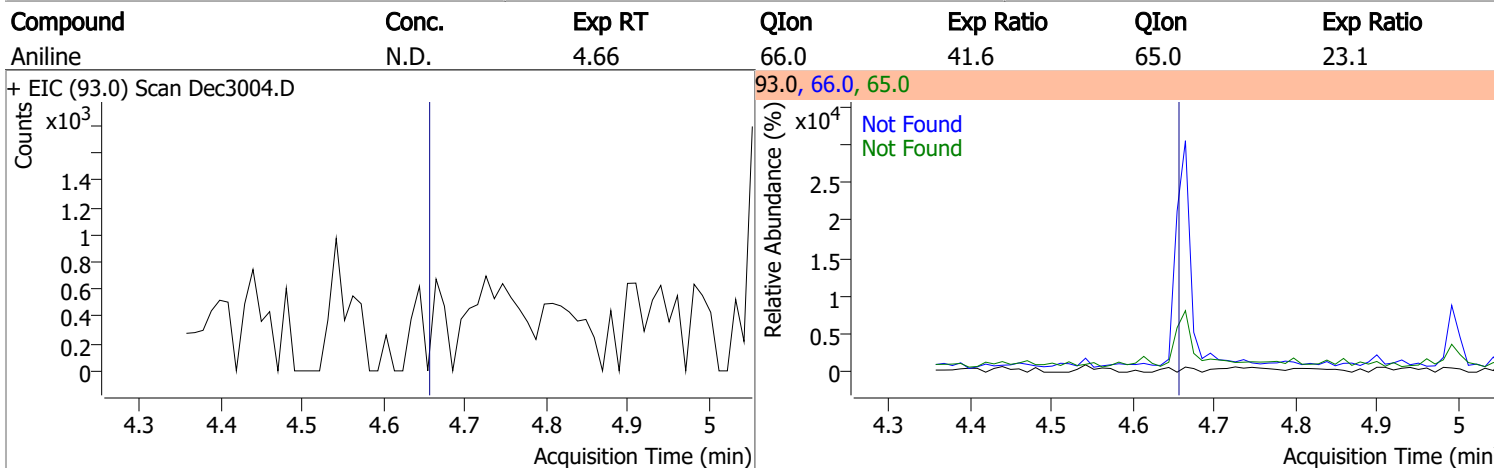 Compound Conc. Exp RT QIon Exp Ratio QIon Exp Ratio
Aniline N.D. 4.66 66.0 41.6 65.0 23.1
+ EIC (93.0) Scan Dec3004.D
Counts
x10³
1.4
1.2
1
0.8
0.6
0.4
0.2
0
4.3 4.4 4.5 4.6 4.7 4.8 4.9 5
Acquisition Time (min)
93.0, 66.0, 65.0
Relative Abundance (%)
x10⁴
Not Found
Not Found
2.5
2
1.5
1
0.5
0
4.3 4.4 4.5 4.6 4.7 4.8 4.9 5
Acquisition Time (min